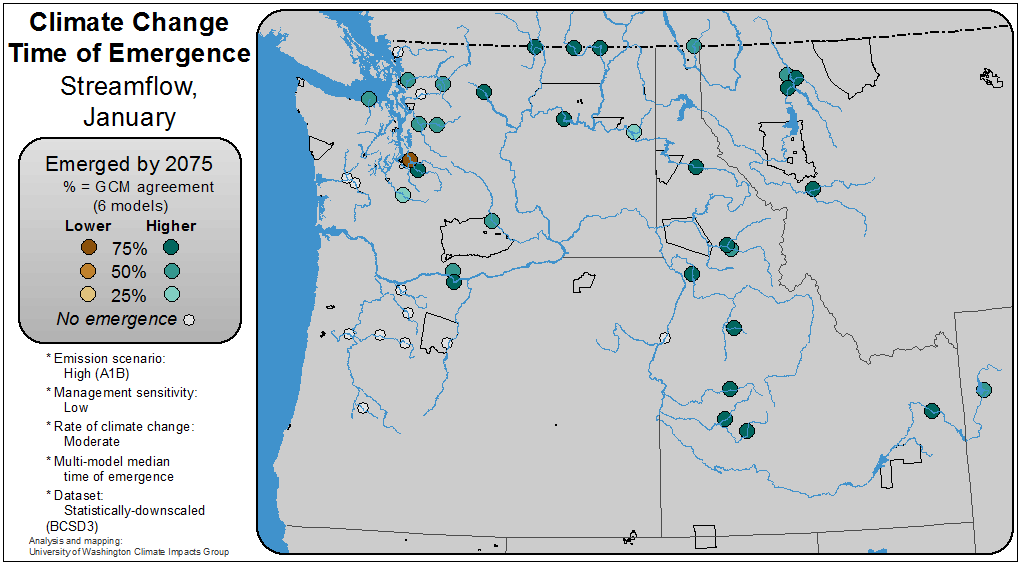 Climate Change
Time of Emergence
Streamflow,
January
Emerged by 2075
% = GCM agreement
(6 models)
Lower Higher
75%
50%
25%
No emergence
* Emission scenario:
High (A1B)
* Management sensitivity:
Low
* Rate of climate change:
Moderate
* Multi-model median
time of emergence
* Dataset:
Statistically-downscaled
(BCSD3)
Analysis and mapping:
University of Washington Climate Impacts Group